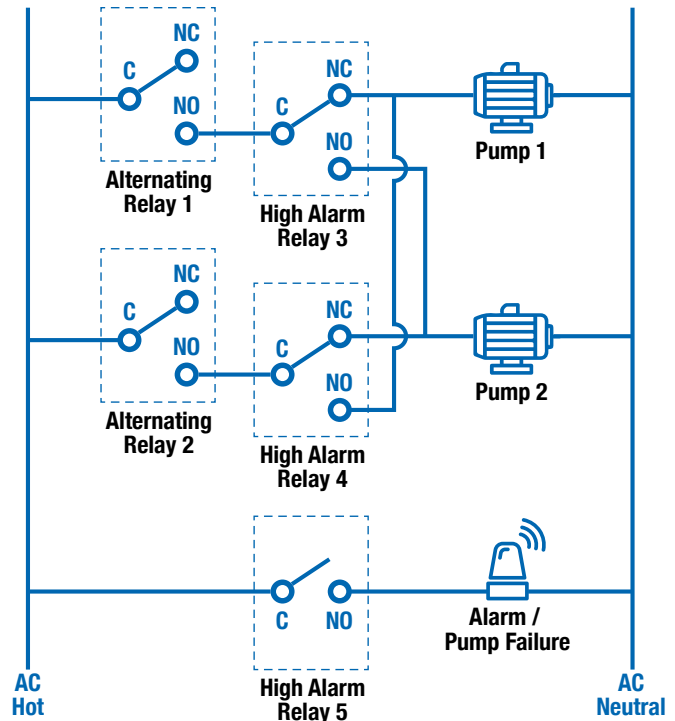 NC
C
NO
Alternating
Relay 1
NC
C
NO
High Alarm
Relay 3
Pump 1
NC
C
NO
Alternating
Relay 2
NC
C
NO
High Alarm
Relay 4
Pump 2
C NO
High Alarm
Relay 5
Alarm /
Pump Failure
AC
Hot
AC
Neutral